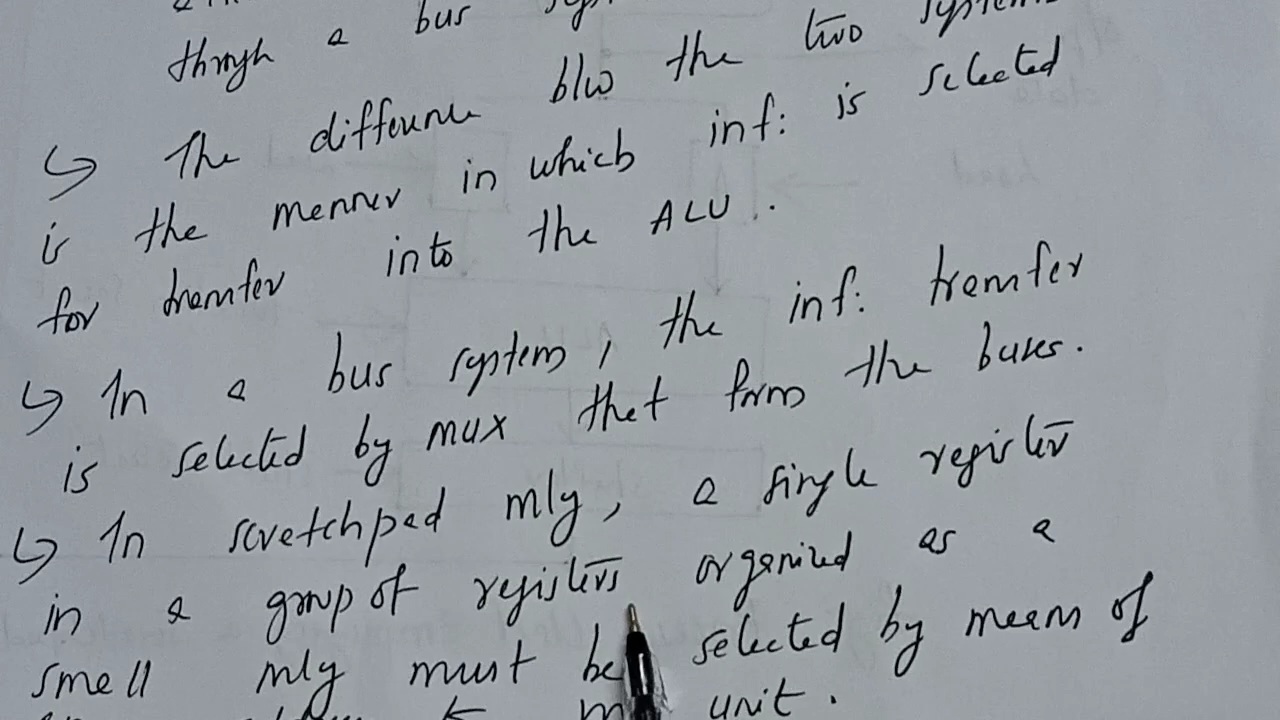 through a bus
The difference b/w the two systems
is the manner in which inf: is selected
for transfer into the ALU.
In a bus system, the inf: transfer
is selected by mux that form the buses.
In scratchpad m/y, a single register
in a group of registers organized as a
small m/y must be selected by means of
unit.